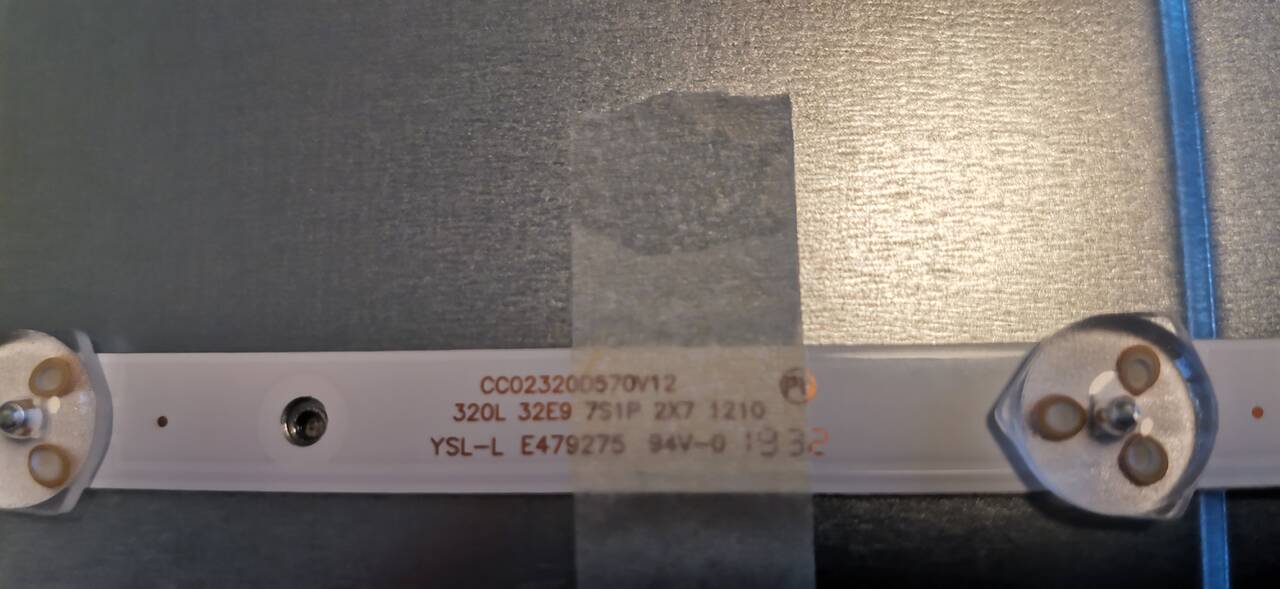 CC02320D570V12
320L 32E9 7S1P 2X7 1210
YSL-L E479275 94V-0 1932